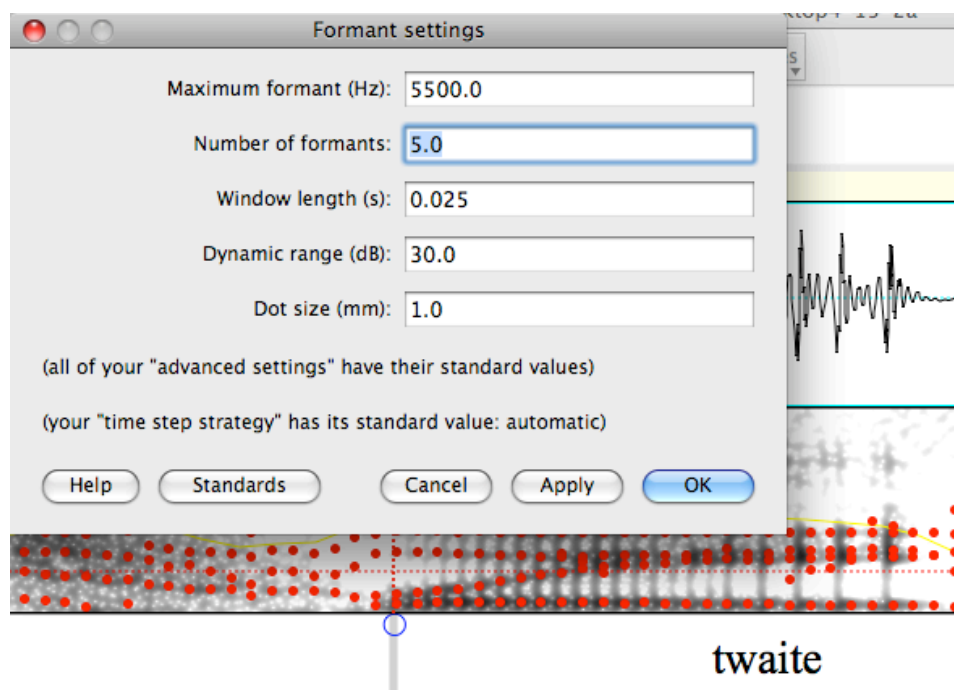 Formant settings
Maximum formant (Hz): 5500.0
Number of formants: 5.0
Window length (s): 0.025
Dynamic range (dB): 30.0
Dot size (mm): 1.0
(all of your "advanced settings" have their standard values)
(your "time step strategy" has its standard value: automatic)
Help Standards Cancel Apply OK
twaite